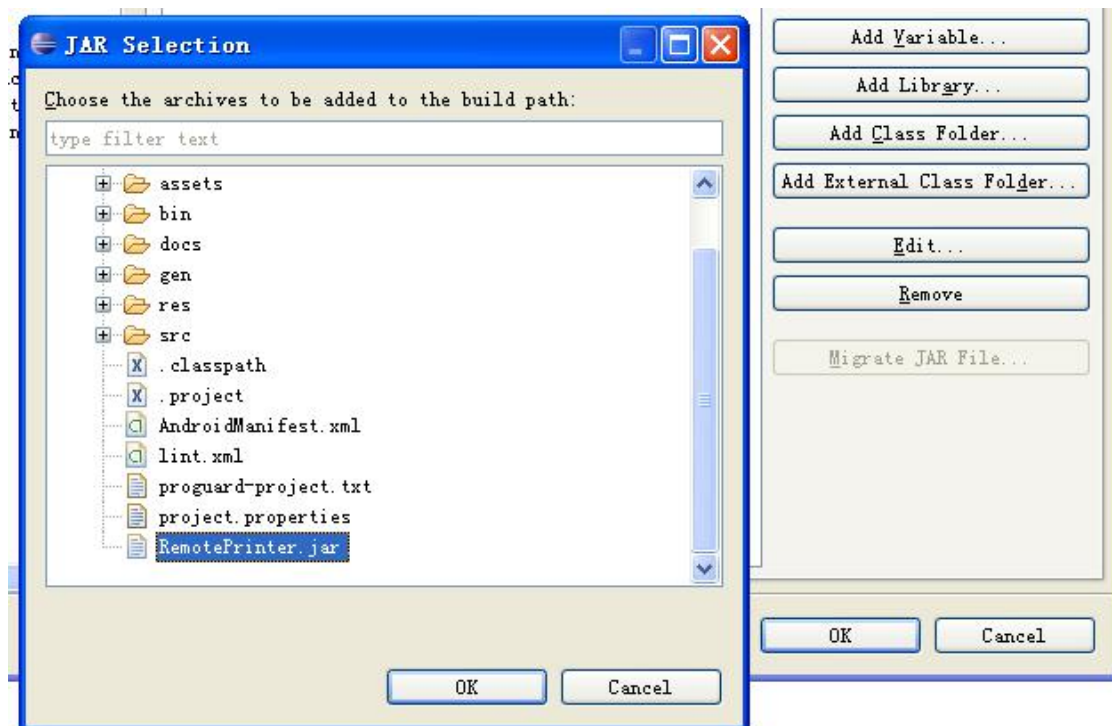 JAR Selection
Choose the archives to be added to the build path:
type filter text
assets
bin
docs
gen
res
src
.classpath
.project
AndroidManifest.xml
lint.xml
proguard-project.txt
project.properties
RemotePrinter.jar
OK
Cancel
Add Variable...
Add Library...
Add Class Folder...
Add External Class Folder...
Edit...
Remove
Migrate JAR File...
OK
Cancel